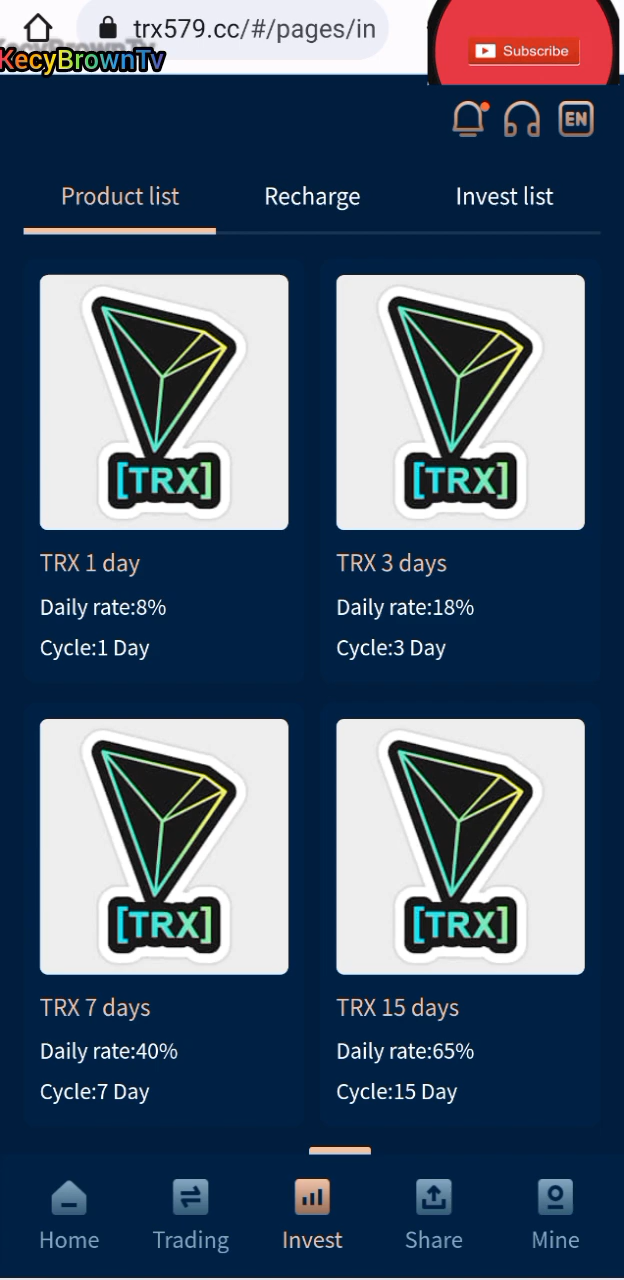 trx579.cc/#/pages/in
KecyBrownTv
Subscribe
EN
Product list
Recharge
Invest list
[TRX]
[TRX]
TRX 1 day
TRX 3 days
Daily rate:8%
Daily rate:18%
Cycle:1 Day
Cycle:3 Day
[TRX]
[TRX]
TRX 7 days
TRX 15 days
Daily rate:40%
Daily rate:65%
Cycle:7 Day
Cycle:15 Day
Home
Trading
Invest
Share
Mine